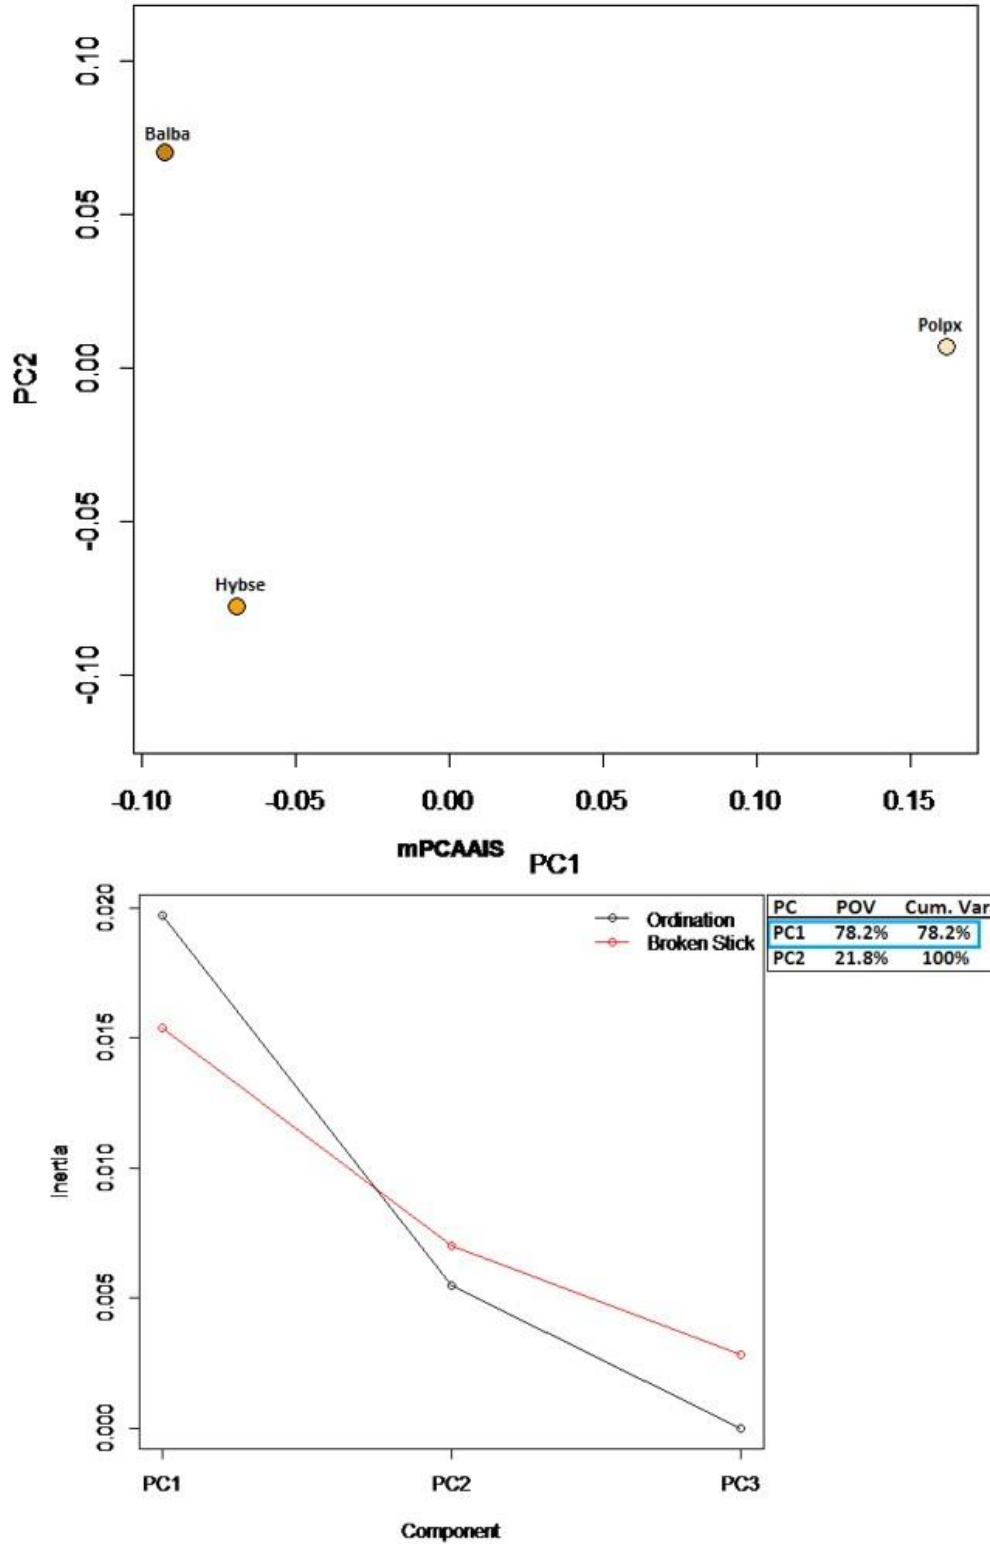 0.10
0.05
0.00
-0.05
-0.10
PC2
Balba
Polpx
Hybse
-0.10 -0.05 0.00 0.05 0.10 0.15
mPCAAIS PC1
0.020
0.015
0.010
0.005
0.000
Inertia
Ordination
Broken Stick
PC POV Cum. Var
PC1 78.2% 78.2%
PC2 21.8% 100%
PC1 PC2 PC3
Component